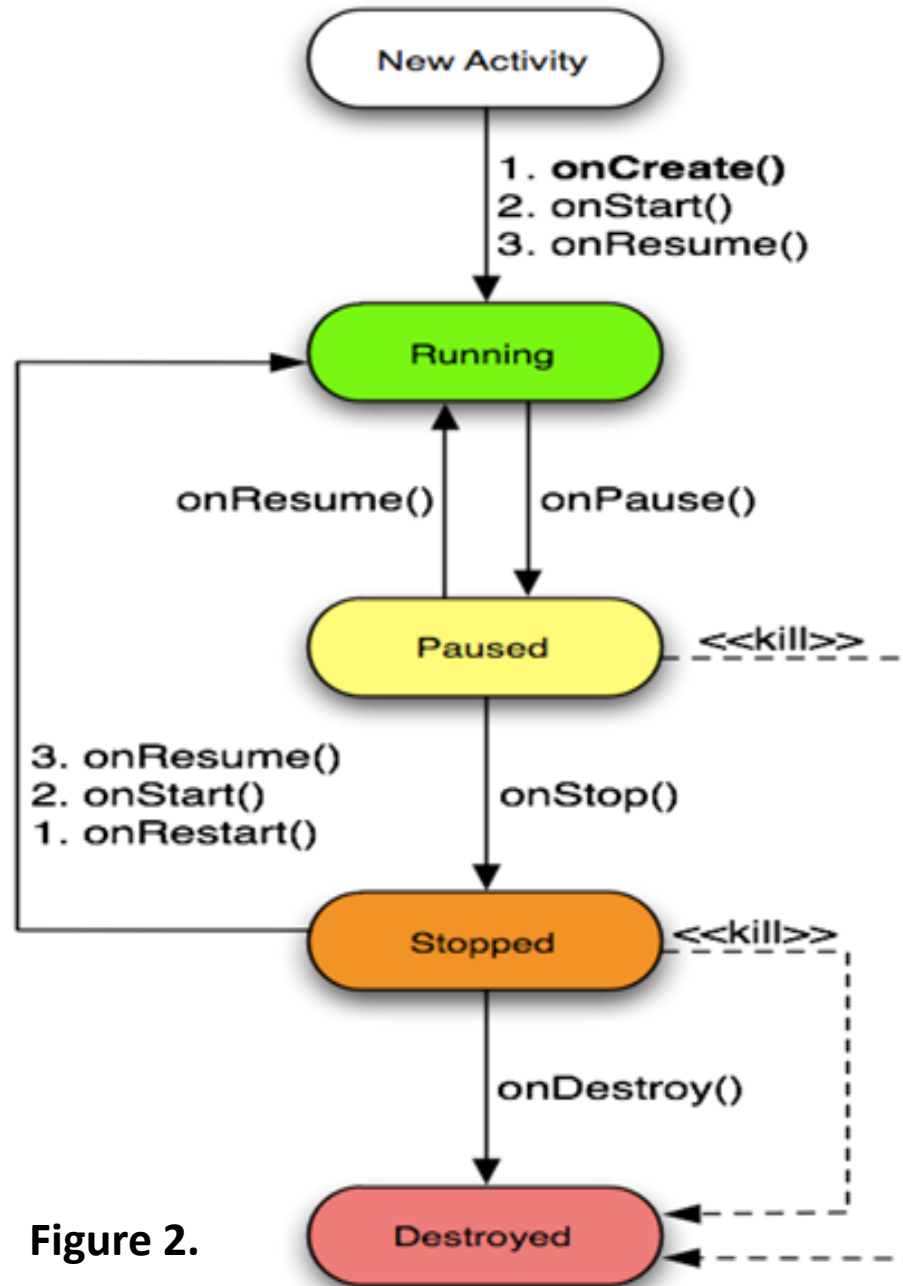 New Activity
1. onCreate()
2. onStart()
3. onResume()
Running
onResume()
onPause()
Paused
<<kill>>
3. onResume()
2. onStart()
1. onRestart()
onStop()
Stopped
<<kill>>
onDestroy()
Destroyed
Figure 2.